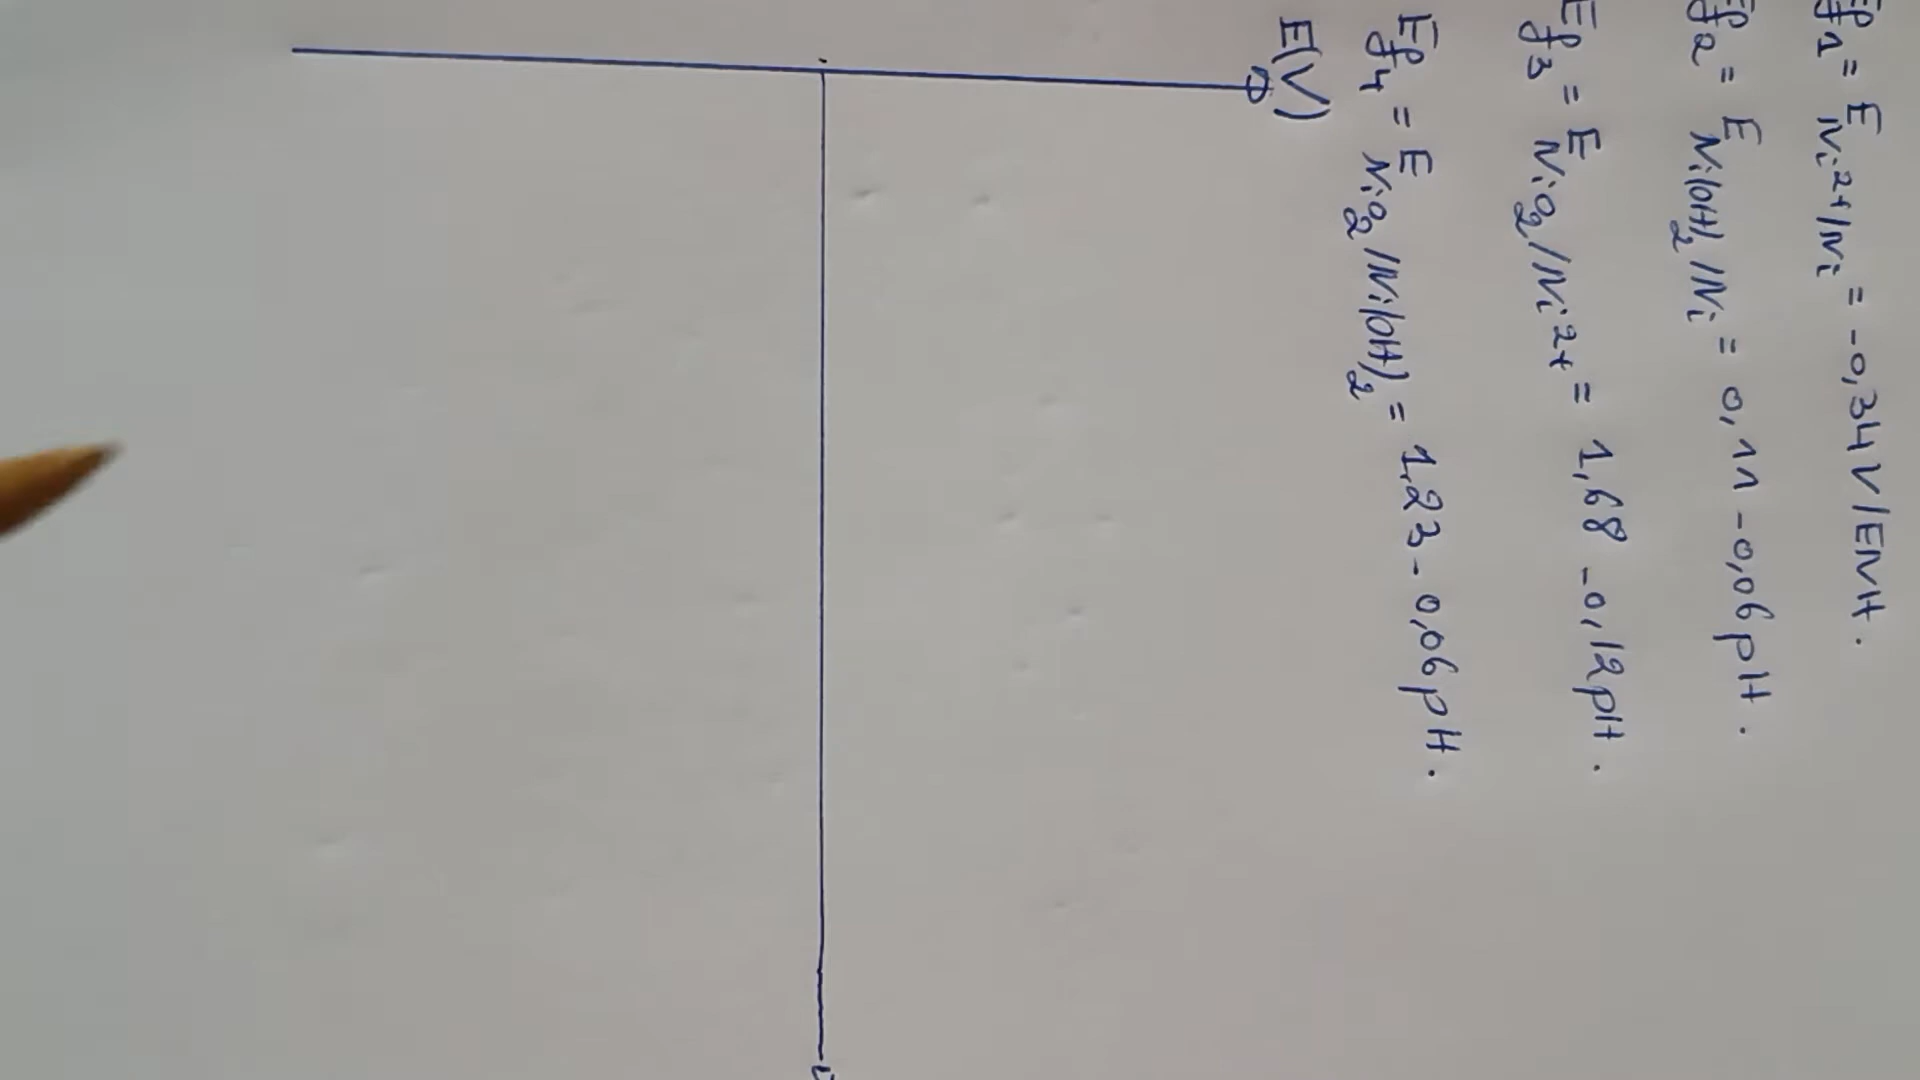 Ef1 = E Ni²⁺/Ni = -0,34 V/ENH.
Ef2 = E Ni(OH)₂/Ni = 0,11 - 0,06 pH.
Ef3 = E NiO₂/Ni²⁺ = 1,68 - 0,12 pH.
Ef4 = E NiO₂/Ni(OH)₂ = 1,23 - 0,06 pH.
E(V)